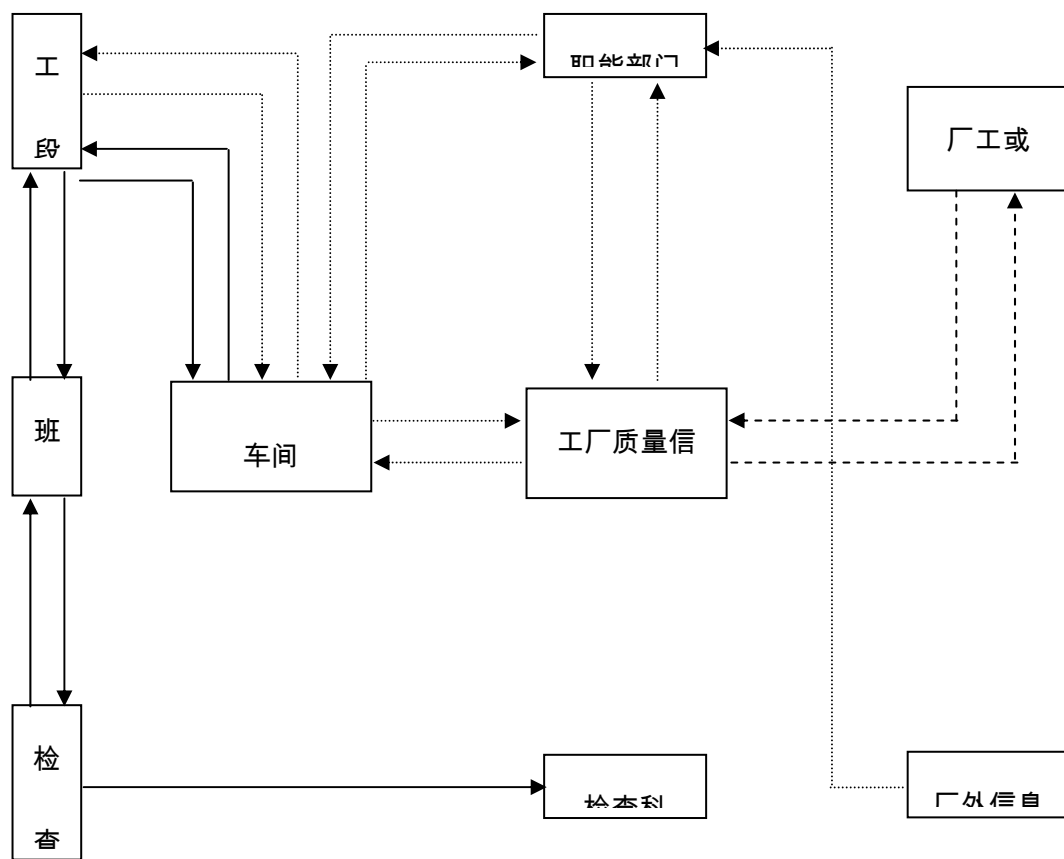 工
段
职能部门
厂工或
班
车间
工厂质量信
检
查
检查科
厂外信息